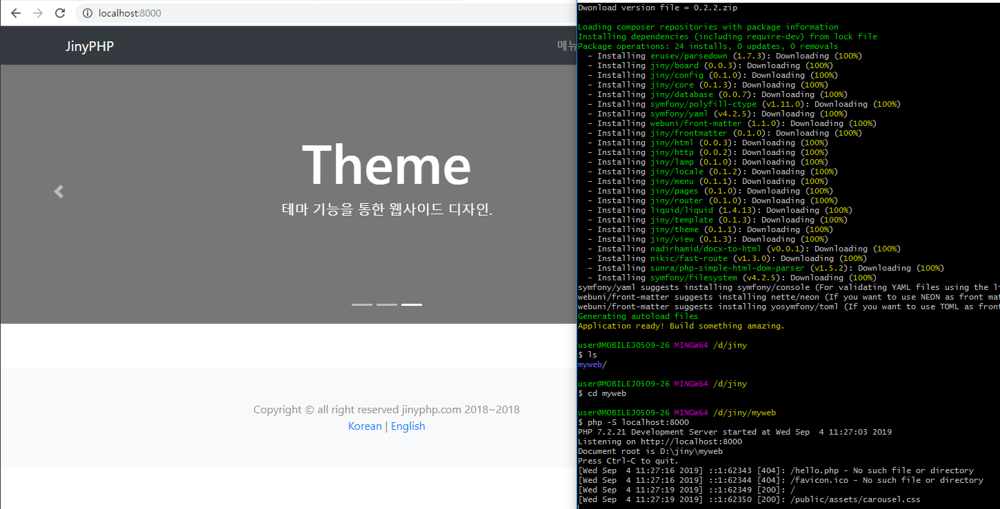 localhost:8000
JinyPHP
메뉴
Theme
테마 기능을 통한 웹사이드 디자인.
Copyright © all right reserved jinyphp.com 2018~2018
Korean | English
Dwonload version file = 0.2.2.zip
Loading composer repositories with package information
Installing dependencies (including require-dev) from lock file
Package operations: 24 installs, 0 updates, 0 removals
- Installing erusev/parsedown (1.7.3): Downloading (100%)
- Installing jiny/board (0.0.3): Downloading (100%)
- Installing jiny/config (0.1.0): Downloading (100%)
- Installing jiny/core (0.1.3): Downloading (100%)
- Installing jiny/database (0.0.7): Downloading (100%)
- Installing symfony/polyfill-ctype (v1.11.0): Downloading (100%)
- Installing symfony/yaml (v4.2.5): Downloading (100%)
- Installing webuni/front-matter (1.1.0): Downloading (100%)
- Installing jiny/frontmatter (0.1.0): Downloading (100%)
- Installing jiny/html (0.0.3): Downloading (100%)
- Installing jiny/http (0.0.2): Downloading (100%)
- Installing jiny/lamp (0.1.0): Downloading (100%)
- Installing jiny/locale (0.1.2): Downloading (100%)
- Installing jiny/menu (0.1.1): Downloading (100%)
- Installing jiny/pages (0.1.0): Downloading (100%)
- Installing jiny/router (0.1.0): Downloading (100%)
- Installing liquid/liquid (1.4.13): Downloading (100%)
- Installing jiny/template (0.1.3): Downloading (100%)
- Installing jiny/theme (0.1.1): Downloading (100%)
- Installing jiny/view (0.1.3): Downloading (100%)
- Installing nadirhamid/docx-to-html (v0.0.1): Downloading (100%)
- Installing nikic/fast-route (v1.3.0): Downloading (100%)
- Installing sunra/php-simple-html-dom-parser (v1.5.2): Downloading (100%)
- Installing symfony/filesystem (v4.2.5): Downloading (100%)
symfony/yaml suggests installing symfony/console (For validating YAML files using the li
webuni/front-matter suggests installing nette/neon (If you want to use NEON as front mat
webuni/front-matter suggests installing yosymfony/toml (If you want to use TOML as front
Generating autoload files
Application ready! Build something amazing.
user@MOBILEJ0509-26 MINGW64 /d/jiny
$ ls
myweb/
user@MOBILEJ0509-26 MINGW64 /d/jiny
$ cd myweb
user@MOBILEJ0509-26 MINGW64 /d/jiny/myweb
$ php -S localhost:8000
PHP 7.2.21 Development Server started at Wed Sep  4 11:27:03 2019
Listening on http://localhost:8000
Document root is D:\jiny\myweb
Press Ctrl-C to quit.
[Wed Sep  4 11:27:16 2019] ::1:62343 [404]: /hello.php - No such file or directory
[Wed Sep  4 11:27:16 2019] ::1:62344 [404]: /favicon.ico - No such file or directory
[Wed Sep  4 11:27:19 2019] ::1:62349 [200]: /
[Wed Sep  4 11:27:19 2019] ::1:62350 [200]: /public/assets/carousel.css